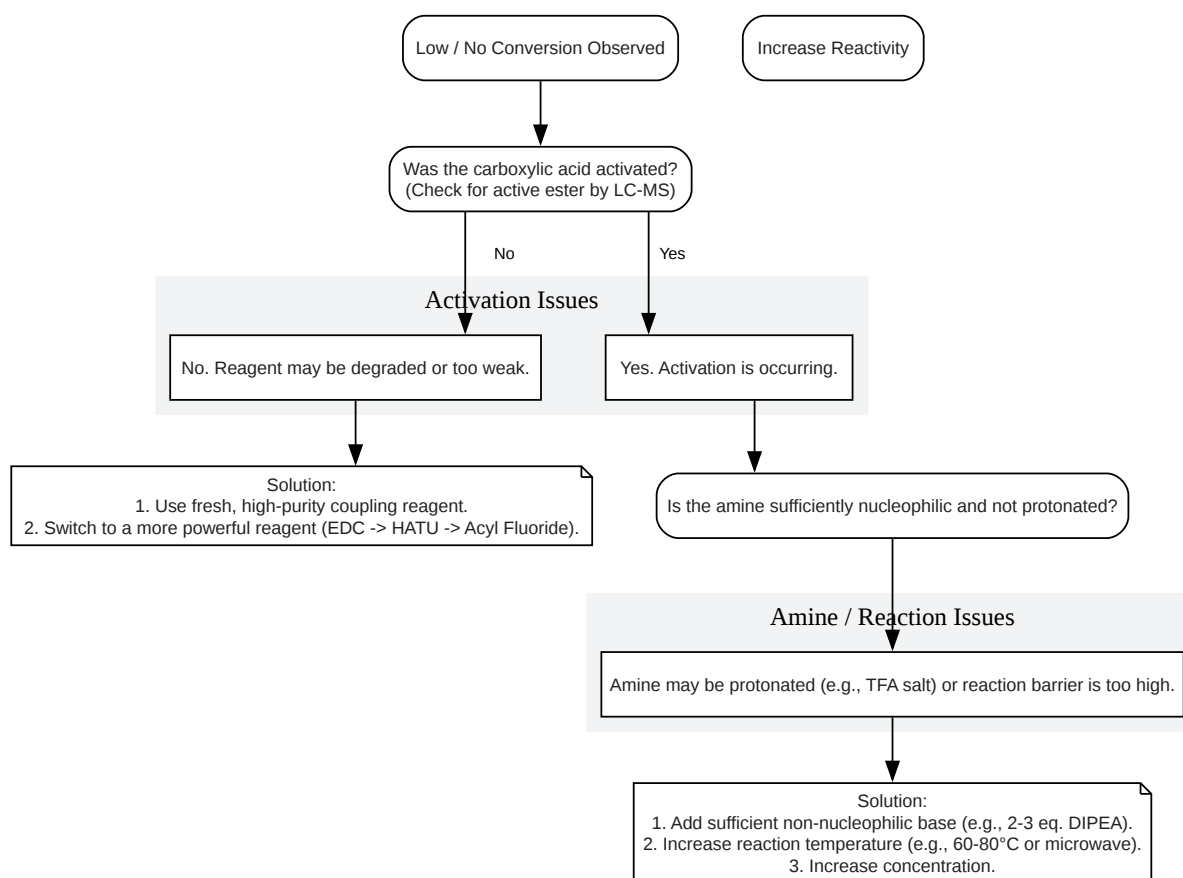 Low / No Conversion Observed
Increase Reactivity
Was the carboxylic acid activated?
(Check for active ester by LC-MS)
No
Yes
Activation Issues
No. Reagent may be degraded or too weak.
Yes. Activation is occurring.
Solution:
1. Use fresh, high-purity coupling reagent.
2. Switch to a more powerful reagent (EDC -> HATU -> Acyl Fluoride).
Is the amine sufficiently nucleophilic and not protonated?
Amine / Reaction Issues
Amine may be protonated (e.g., TFA salt) or reaction barrier is too high.
Solution:
1. Add sufficient non-nucleophilic base (e.g., 2-3 eq. DIPEA).
2. Increase reaction temperature (e.g., 60-80°C or microwave).
3. Increase concentration.